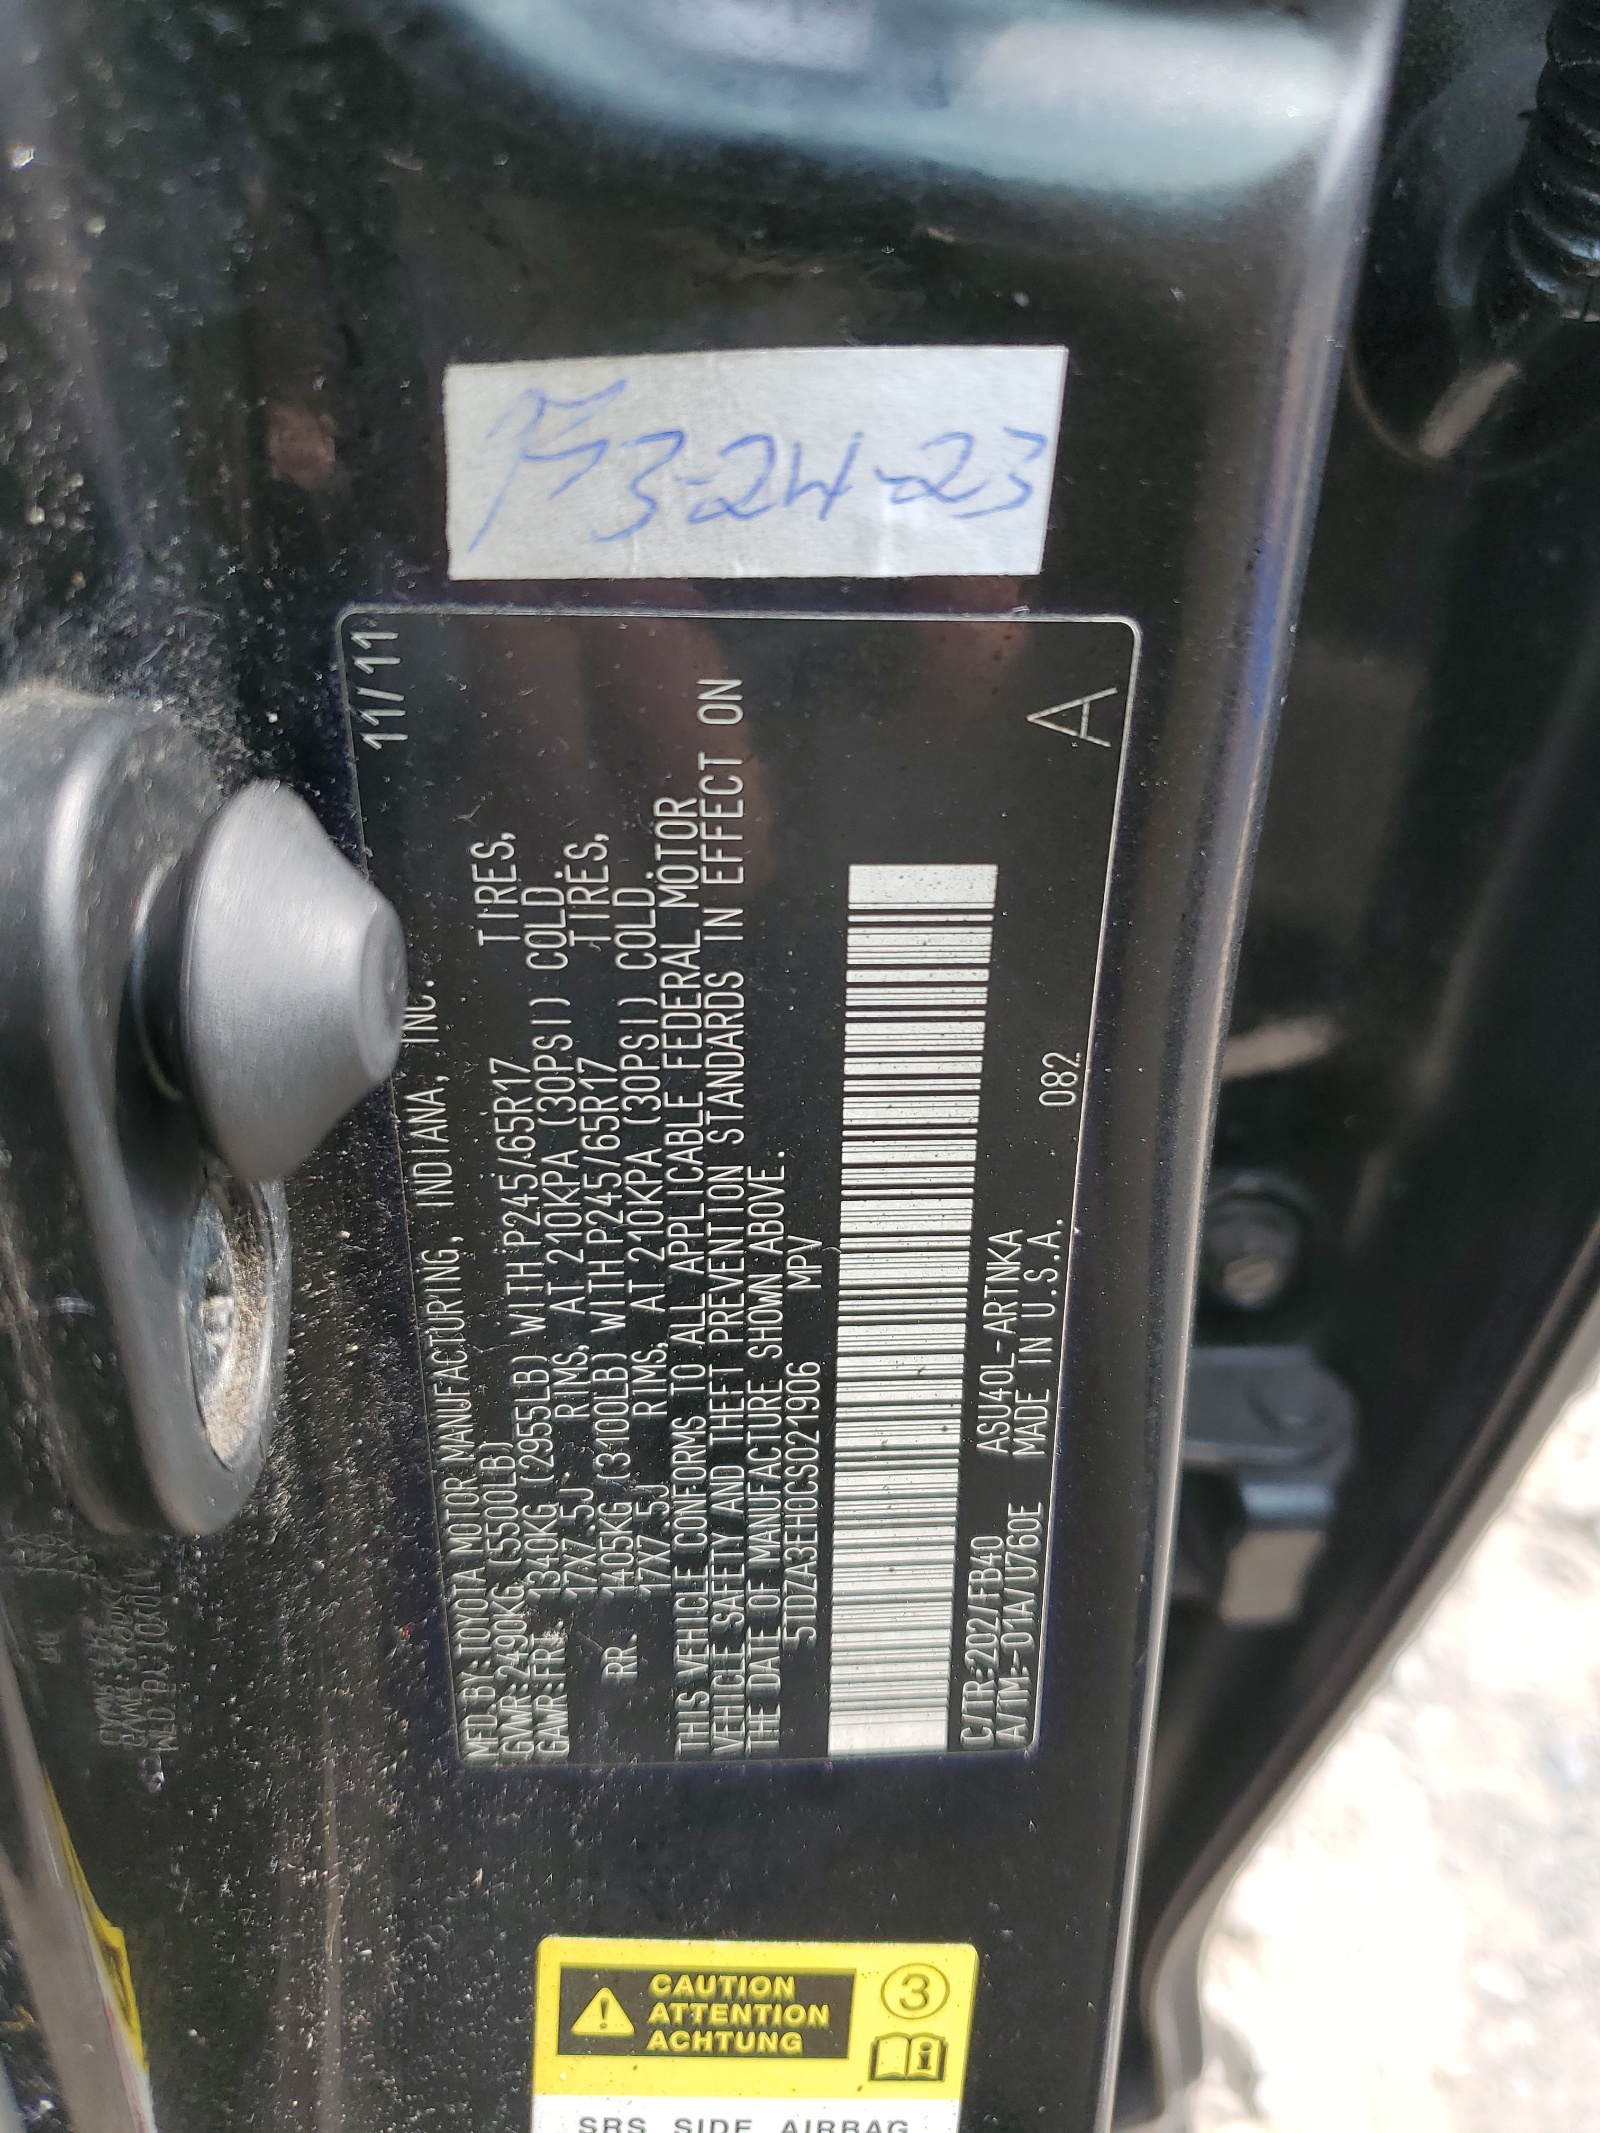 3-24-23
11/11
MFD.BY:TOYOTA MOTOR MANUFACTURING, INDIANA, INC.
GVWR:2490KG (5500LB)
GAWR:FRT 1340KG (2955LB) WITH P245/65R17 TIRES,
17X7.5J RIMS, AT 210KPA (30PSI) COLD
RR 1405KG (3100LB) WITH P245/65R17 TIRES,
17X7.5J RIMS, AT 210KPA (30PSI) COLD
THIS VEHICLE CONFORMS TO ALL APPLICABLE FEDERAL MOTOR
VEHICLE SAFETY AND THEFT PREVENTION STANDARDS IN EFFECT ON
THE DATE OF MANUFACTURE SHOWN ABOVE.
5TDZA3EH0CS021906 MPV
C/TR:202/FB40 ASU40L-ARTNKA
A/TM:-01A/U760E MADE IN U.S.A. 082
A
CAUTION
ATTENTION
ACHTUNG
3
i
SRS SIDE AIRBAG